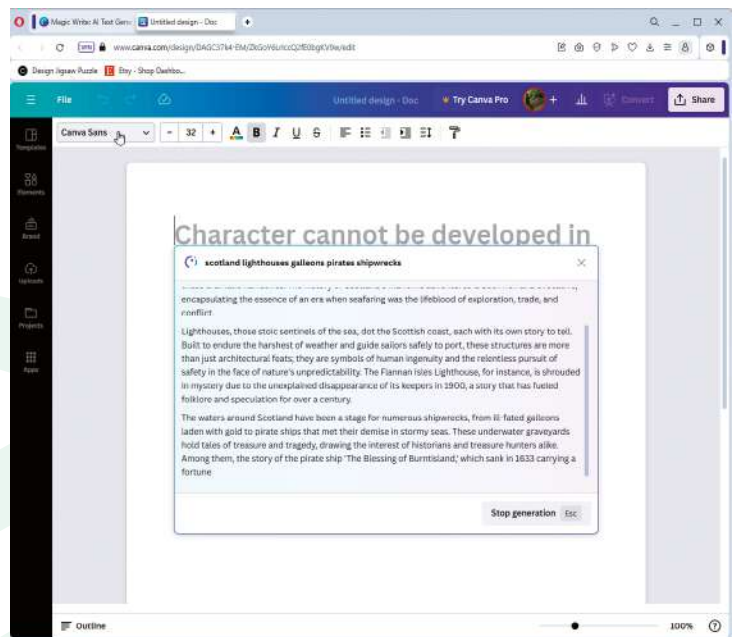 Magic Write: AI Text Gen
Untitled design - Doc
VPN
www.canva.com/design/
Design Jigsaw Puzzle
Etsy - Shop Dashbo...
File
Untitled design - Doc
Try Canva Pro
Convert
Share
Canva Sans
- 32 +
A B I U S
Templates
Elements
Brand
Uploads
Projects
Apps
Character cannot be developed in
scotland lighthouses galleons pirates shipwrecks
encapsulating the essence of an era when seafaring was the lifeblood of exploration, trade, and
conflict.
Lighthouses, those stoic sentinels of the sea, dot the Scottish coast, each with its own story to tell.
Built to endure the harshest of weather and guide sailors safely to port, these structures are more
than just architectural feats; they are symbols of human ingenuity and the relentless pursuit of
safety in the face of nature's unpredictability. The Flannan Isles Lighthouse, for instance, is shrouded
in mystery due to the unexplained disappearance of its keepers in 1900, a story that has fueled
folklore and speculation for over a century.
The waters around Scotland have been a stage for numerous shipwrecks, from ill-fated galleons
laden with gold to pirate ships that met their demise in stormy seas. These underwater graveyards
hold tales of treasure and tragedy, drawing the interest of historians and treasure hunters alike.
Among them, the story of the pirate ship 'The Blessing of Burntisland,' which sank in 1633 carrying a
fortune
Stop generation Esc
Outline
100%